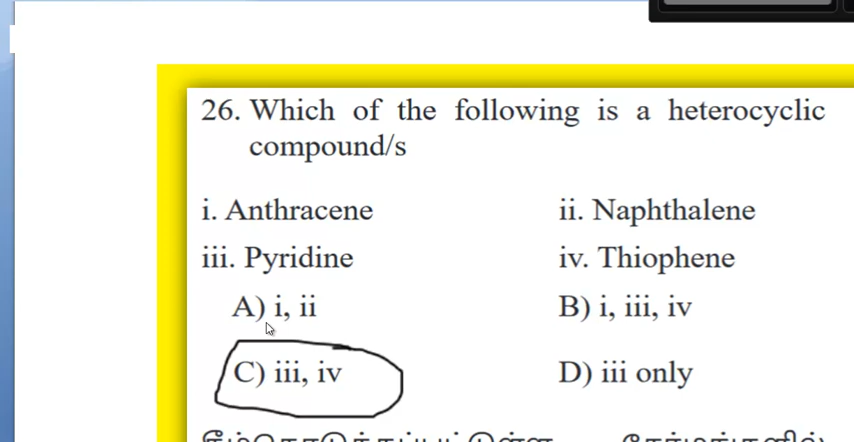 26. Which of the following is a heterocyclic
compound/s
i. Anthracene ii. Naphthalene
iii. Pyridine iv. Thiophene
A) i, ii B) i, iii, iv
C) iii, iv D) iii only